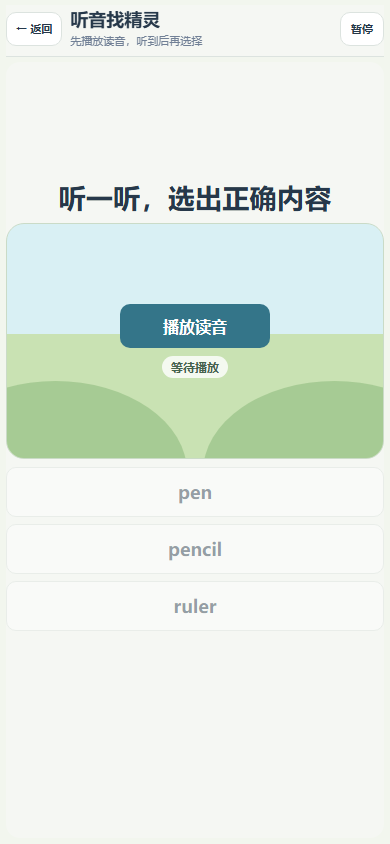 ← 返回
听音找精灵
先播放读音，听到后再选择
暂停
听一听，选出正确内容
播放读音
等待播放
pen
pencil
ruler